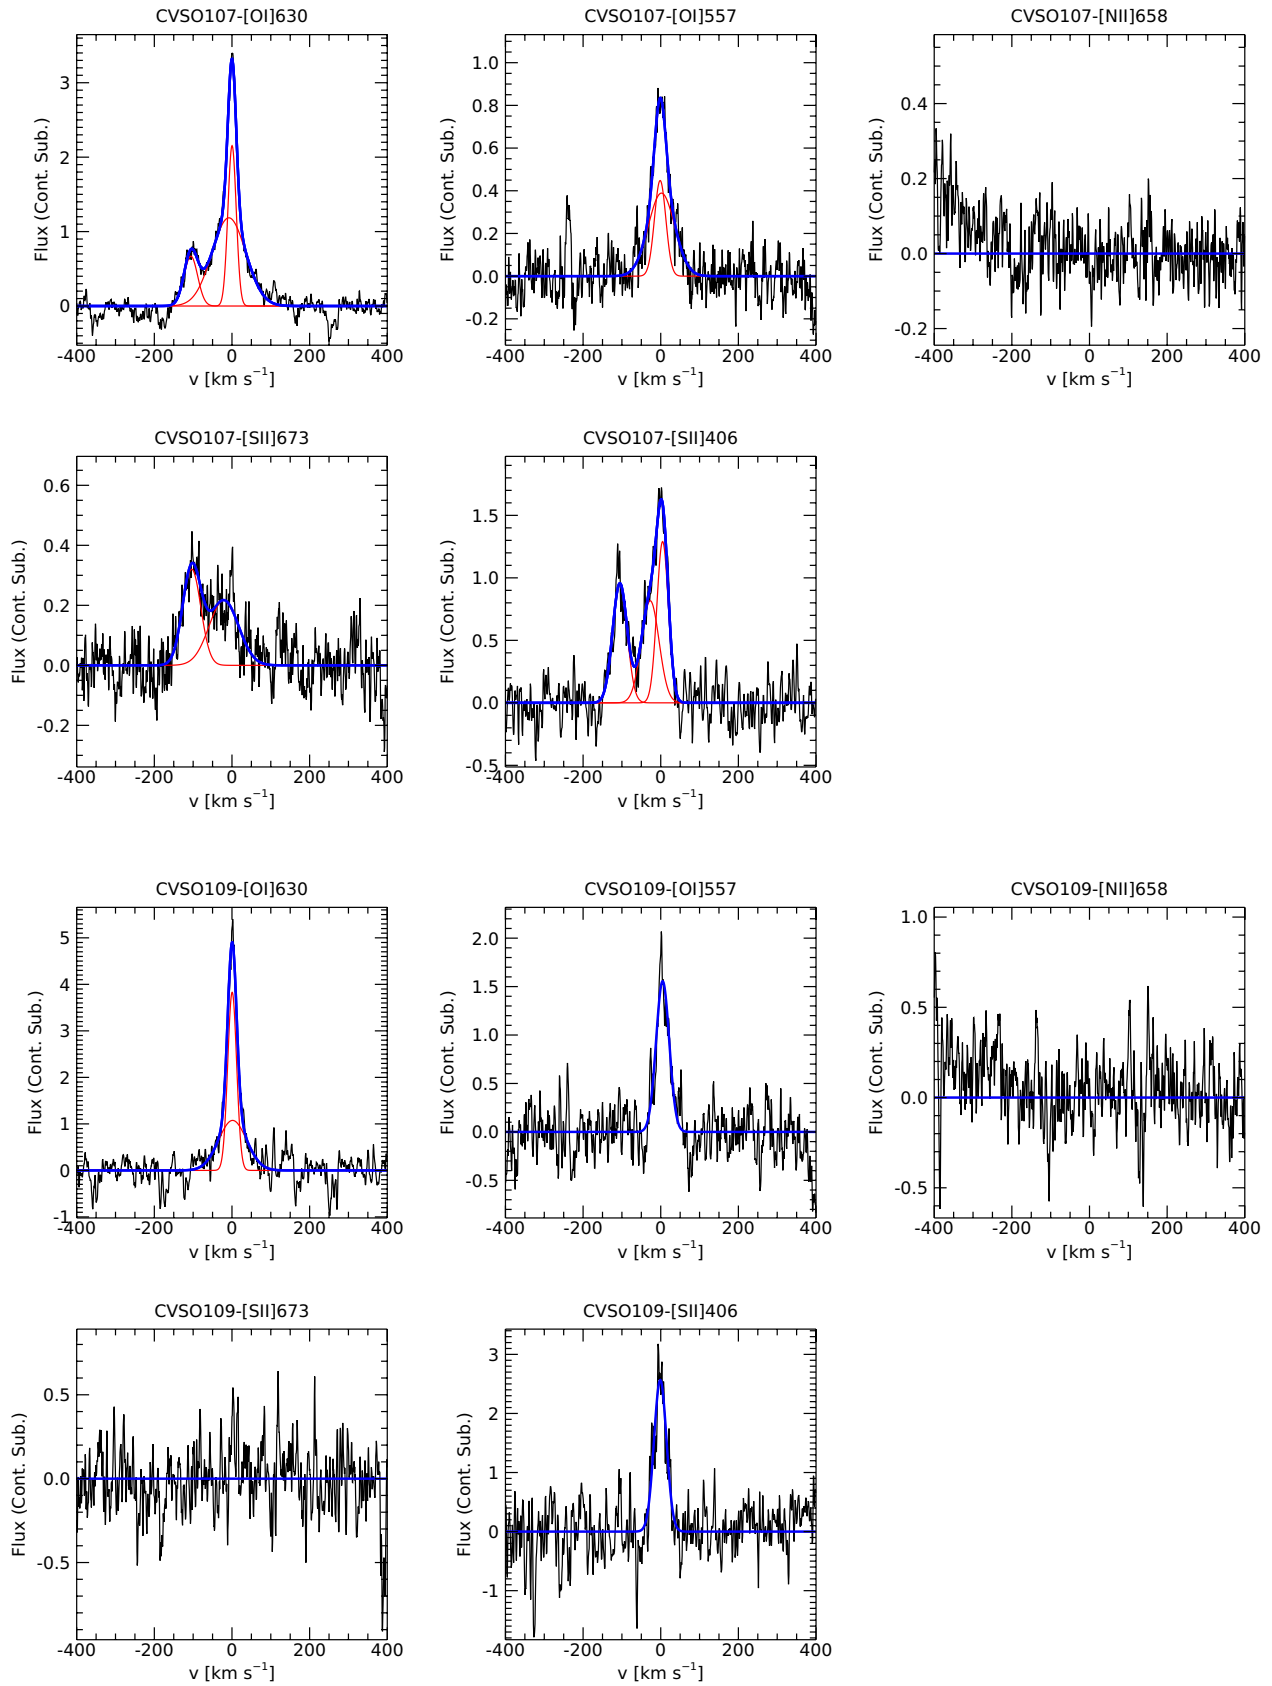 CVSO107-[OI]630
CVSO107-[OI]557
CVSO107-[NII]658
Flux (Cont. Sub.)
3
2
1
0
-400 -200 0 200 400
v [km s⁻¹]
Flux (Cont. Sub.)
1.0
0.8
0.6
0.4
0.2
0.0
-0.2
-400 -200 0 200 400
v [km s⁻¹]
Flux (Cont. Sub.)
0.4
0.2
0.0
-0.2
-400 -200 0 200 400
v [km s⁻¹]
CVSO107-[SII]673
CVSO107-[SII]406
Flux (Cont. Sub.)
0.6
0.4
0.2
0.0
-0.2
-400 -200 0 200 400
v [km s⁻¹]
Flux (Cont. Sub.)
1.5
1.0
0.5
0.0
-0.5
-400 -200 0 200 400
v [km s⁻¹]
CVSO109-[OI]630
CVSO109-[OI]557
CVSO109-[NII]658
Flux (Cont. Sub.)
5
4
3
2
1
0
-1
-400 -200 0 200 400
v [km s⁻¹]
Flux (Cont. Sub.)
2.0
1.5
1.0
0.5
0.0
-0.5
-400 -200 0 200 400
v [km s⁻¹]
Flux (Cont. Sub.)
1.0
0.5
0.0
-0.5
-400 -200 0 200 400
v [km s⁻¹]
CVSO109-[SII]673
CVSO109-[SII]406
Flux (Cont. Sub.)
0.5
0.0
-0.5
-400 -200 0 200 400
v [km s⁻¹]
Flux (Cont. Sub.)
3
2
1
0
-1
-400 -200 0 200 400
v [km s⁻¹]